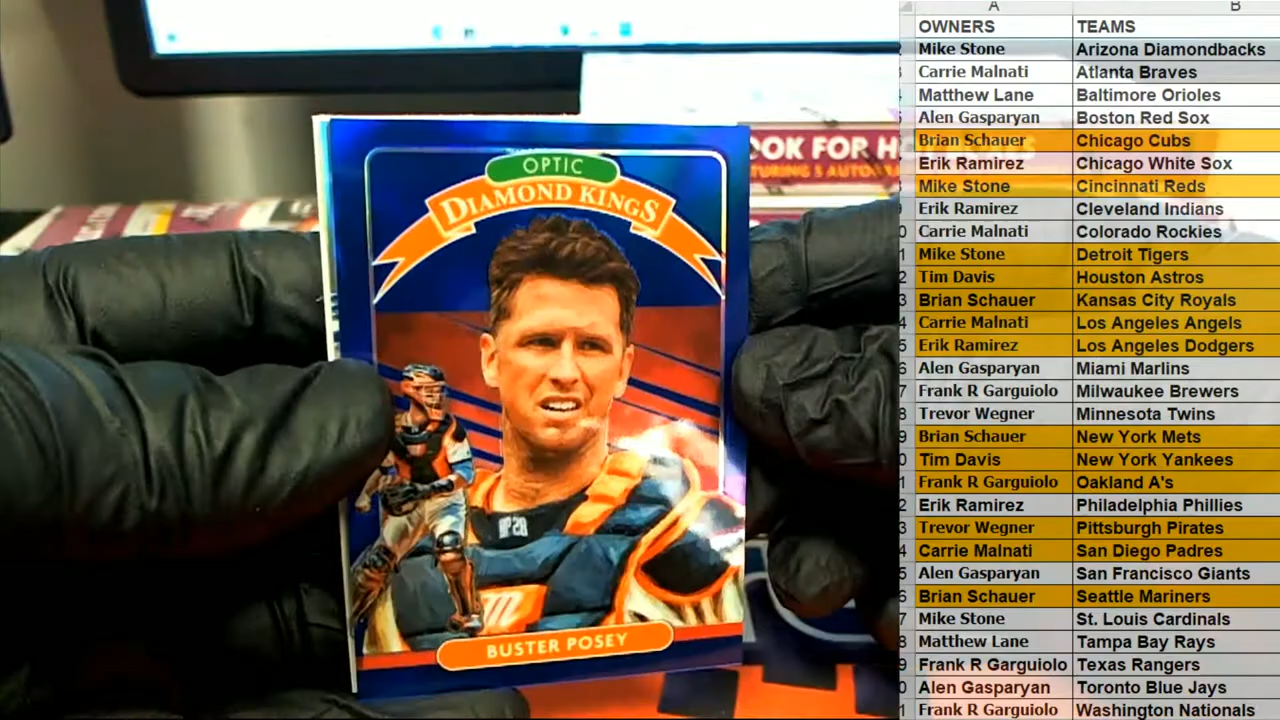 OPTIC
DIAMOND KINGS
BP28
BUSTER POSEY
OOK FOR H
TURING 5 AUTO
A B
OWNERS TEAMS
Mike Stone Arizona Diamondbacks
Carrie Malnati Atlanta Braves
Matthew Lane Baltimore Orioles
Alen Gasparyan Boston Red Sox
Brian Schauer Chicago Cubs
Erik Ramirez Chicago White Sox
Mike Stone Cincinnati Reds
Erik Ramirez Cleveland Indians
Carrie Malnati Colorado Rockies
Mike Stone Detroit Tigers
Tim Davis Houston Astros
Brian Schauer Kansas City Royals
Carrie Malnati Los Angeles Angels
Erik Ramirez Los Angeles Dodgers
Alen Gasparyan Miami Marlins
Frank R Garguiolo Milwaukee Brewers
Trevor Wegner Minnesota Twins
Brian Schauer New York Mets
Tim Davis New York Yankees
Frank R Garguiolo Oakland A's
Erik Ramirez Philadelphia Phillies
Trevor Wegner Pittsburgh Pirates
Carrie Malnati San Diego Padres
Alen Gasparyan San Francisco Giants
Brian Schauer Seattle Mariners
Mike Stone St. Louis Cardinals
Matthew Lane Tampa Bay Rays
Frank R Garguiolo Texas Rangers
Alen Gasparyan Toronto Blue Jays
Frank R Garguiolo Washington Nationals